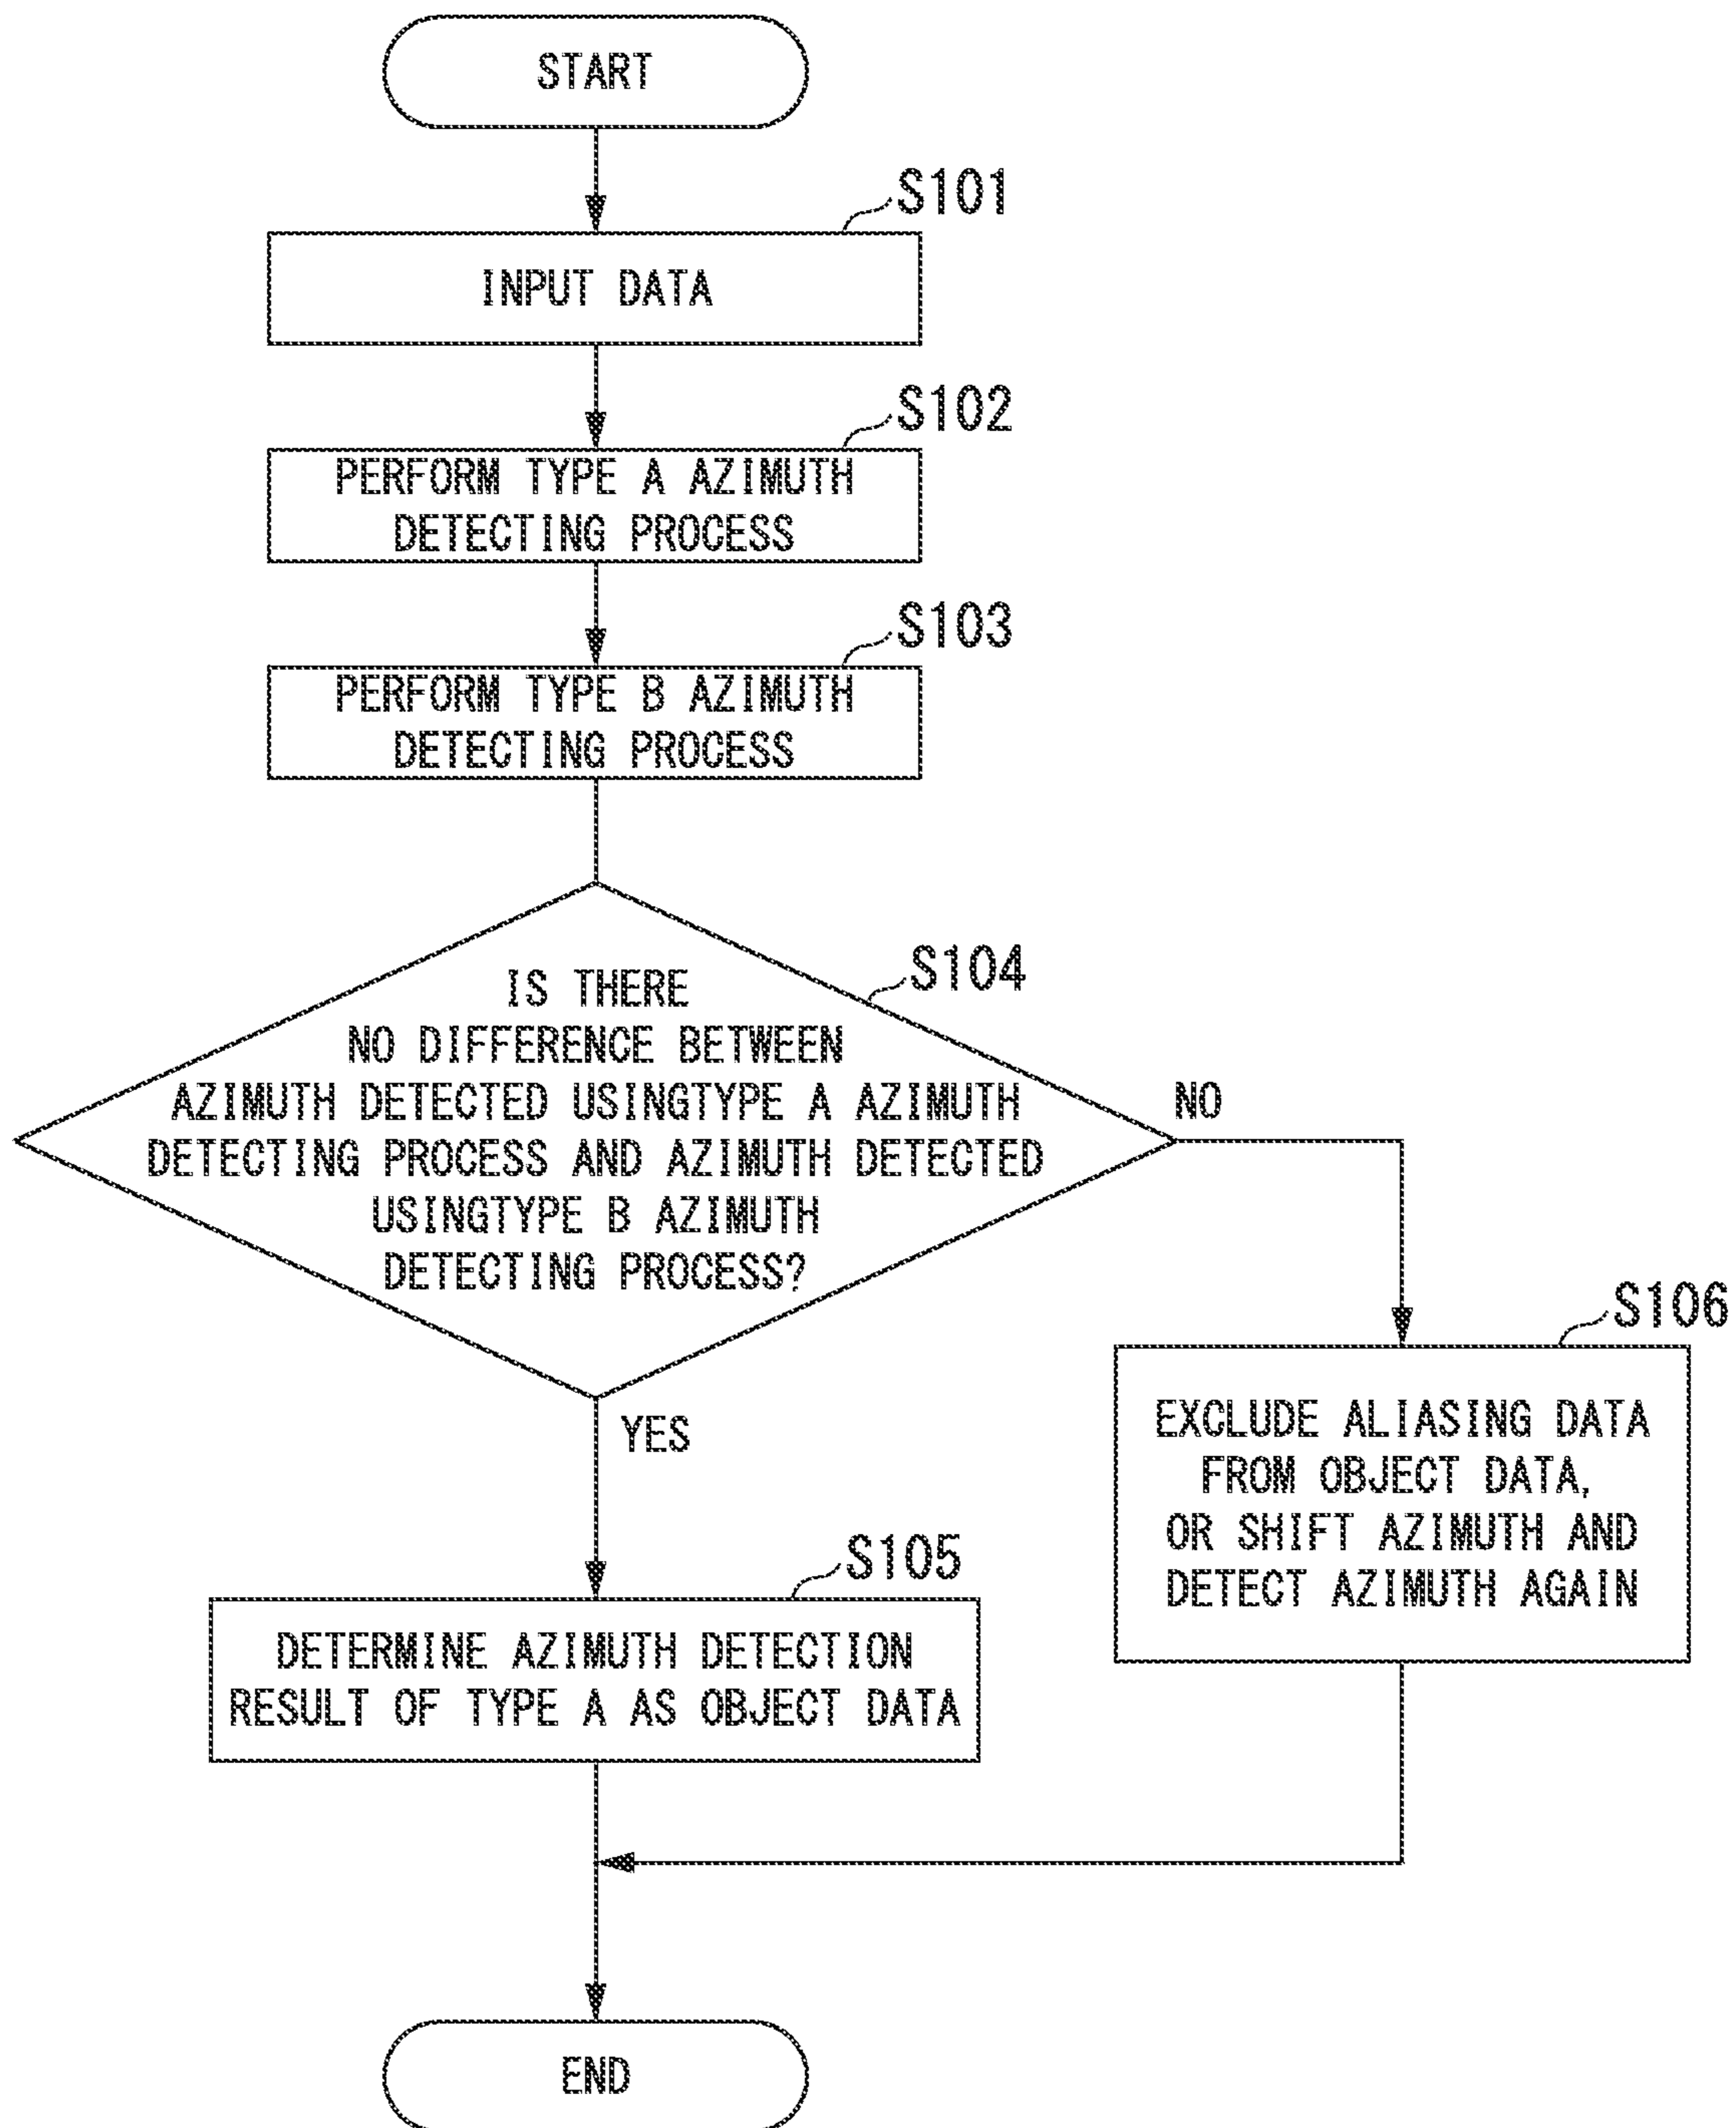 START
S101
INPUT DATA
S102
PERFORM TYPE A AZIMUTH
DETECTING PROCESS
S103
PERFORM TYPE B AZIMUTH
DETECTING PROCESS
S104
IS THERE
NO DIFFERENCE BETWEEN
AZIMUTH DETECTED USINGTYPE A AZIMUTH
DETECTING PROCESS AND AZIMUTH DETECTED
USINGTYPE B AZIMUTH
DETECTING PROCESS?
NO
YES
S106
EXCLUDE ALIASING DATA
FROM OBJECT DATA,
OR SHIFT AZIMUTH AND
DETECT AZIMUTH AGAIN
S105
DETERMINE AZIMUTH DETECTION
RESULT OF TYPE A AS OBJECT DATA
END